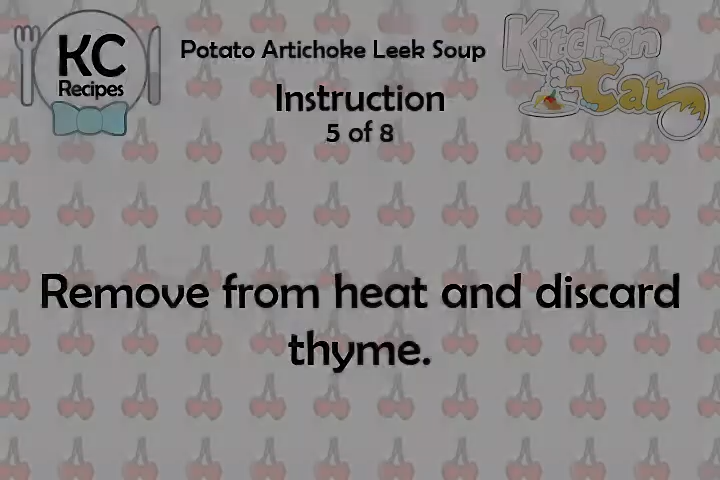 KC
Recipes
Potato Artichoke Leek Soup
Instruction
5 of 8
Kitchen
Cat
Remove from heat and discard
thyme.